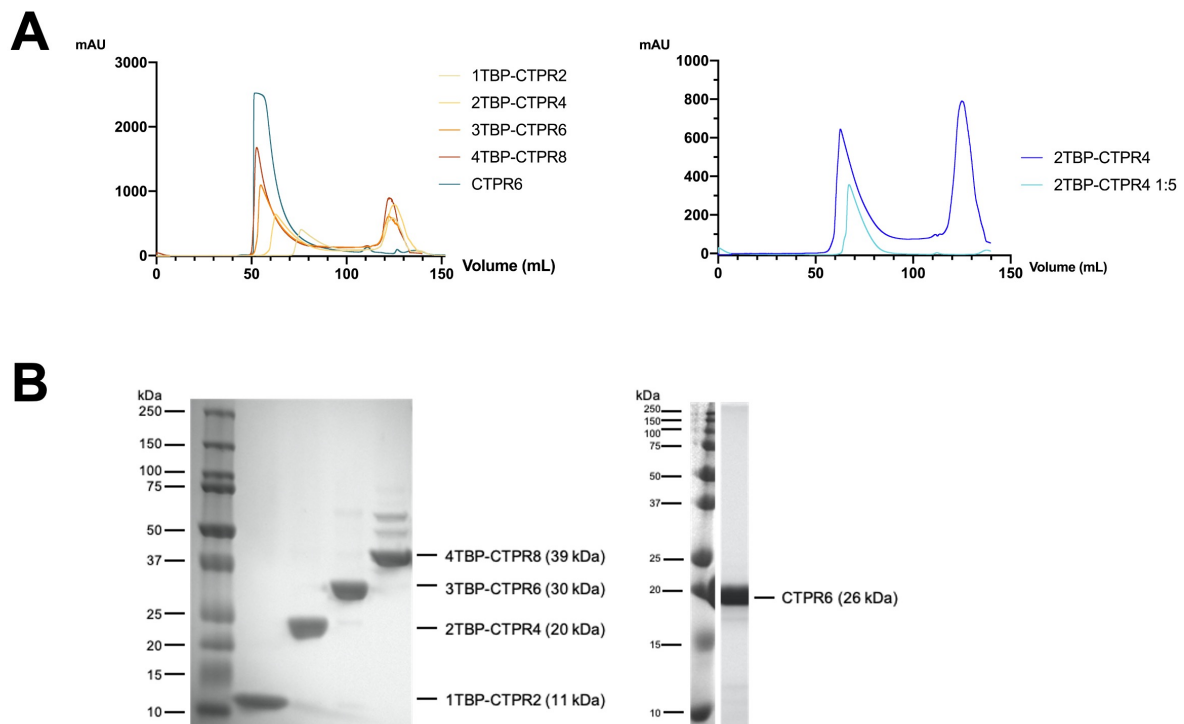 A
mAU
3000
2000
1000
0
0
50
100
150
Volume (mL)
1TBP-CTPR2
2TBP-CTPR4
3TBP-CTPR6
4TBP-CTPR8
CTPR6
mAU
1000
800
600
400
200
0
0
50
100
150
Volume (mL)
2TBP-CTPR4
2TBP-CTPR4 1:5
B
kDa
250
150
100
75
50
37
25
20
15
10
4TBP-CTPR8 (39 kDa)
3TBP-CTPR6 (30 kDa)
2TBP-CTPR4 (20 kDa)
1TBP-CTPR2 (11 kDa)
kDa
250
150
100
75
50
37
25
20
15
10
CTPR6 (26 kDa)